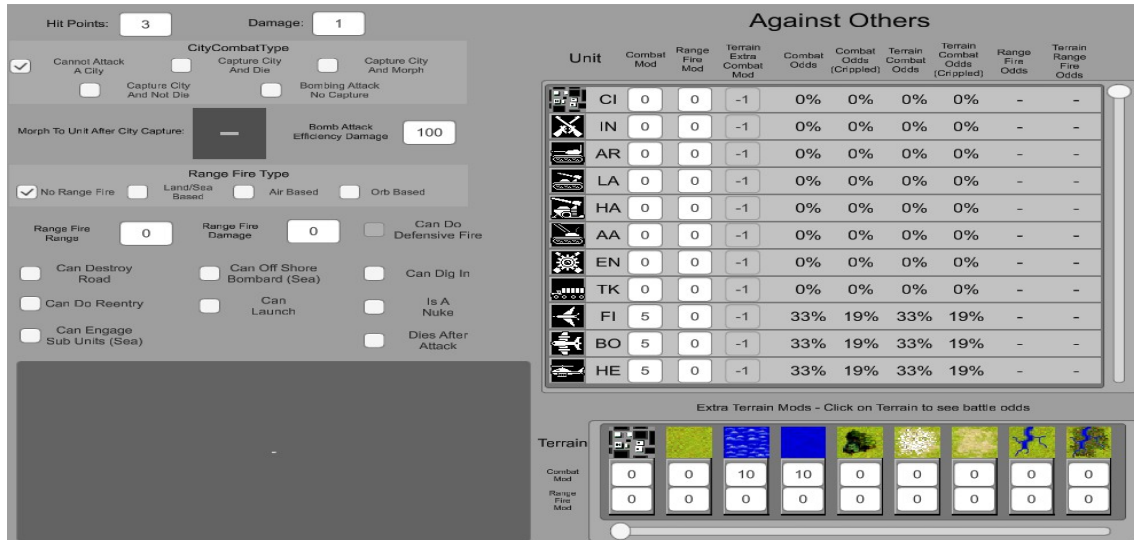 Hit Points: 3 Damage: 1
CityCombatType
Cannot Attack A City
Capture City And Die
Capture City And Morph
Capture City And Not Die
Bombing Attack No Capture
Morph To Unit After City Capture: –
Bomb Attack Efficiency Damage 100
Range Fire Type
No Range Fire
Land/Sea Based
Air Based
Orb Based
Range Fire Range 0
Range Fire Damage 0
Can Do Defensive Fire
Can Destroy Road
Can Off Shore Bombard (Sea)
Can Dig In
Can Do Reentry
Can Launch
Is A Nuke
Can Engage Sub Units (Sea)
Dies After Attack
-
Against Others
Unit
Combat Mod
Range Fire Mod
Terrain Extra Combat Mod
Combat Odds
Combat Odds (Crippled)
Terrain Combat Odds
Terrain Combat Odds (Crippled)
Range Fire Odds
Terrain Range Fire Odds
CI 0 0 -1 0% 0% 0% 0% - -
IN 0 0 -1 0% 0% 0% 0% - -
AR 0 0 -1 0% 0% 0% 0% - -
LA 0 0 -1 0% 0% 0% 0% - -
HA 0 0 -1 0% 0% 0% 0% - -
AA 0 0 -1 0% 0% 0% 0% - -
EN 0 0 -1 0% 0% 0% 0% - -
TK 0 0 -1 0% 0% 0% 0% - -
FI 5 0 -1 33% 19% 33% 19% - -
BO 5 0 -1 33% 19% 33% 19% - -
HE 5 0 -1 33% 19% 33% 19% - -
Extra Terrain Mods - Click on Terrain to see battle odds
Terrain
Combat Mod 0 0 10 10 0 0 0 0 0
Range Fire Mod 0 0 0 0 0 0 0 0 0